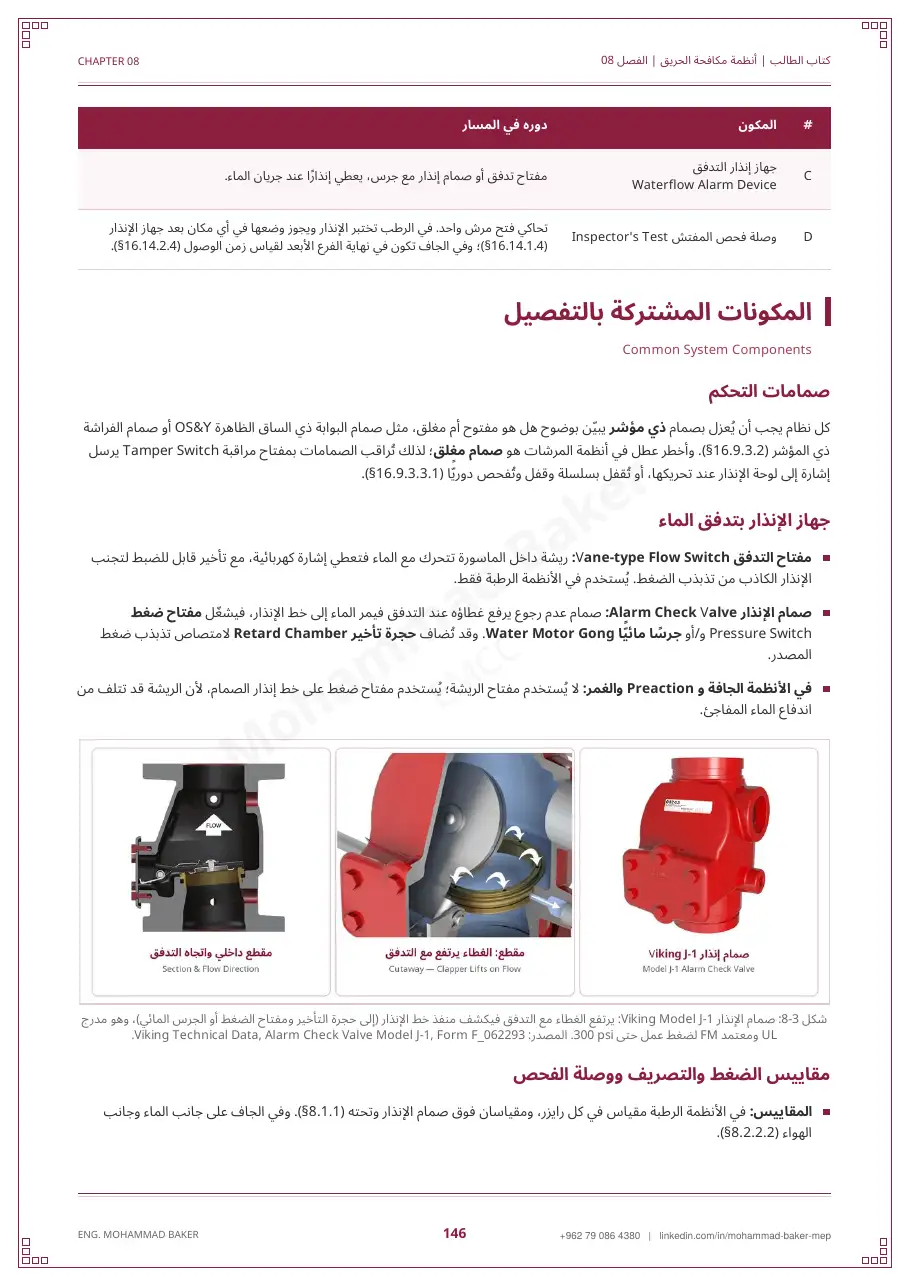 كتاب الطالب | أنظمة مكافحة الحريق | الفصل 08
CHAPTER 08
# المكون دوره في المسار
C جهاز إنذار التدفق
Waterflow Alarm Device
مفتاح تدفق أو صمام إنذار مع جرس، يعطي إنذارًا عند جريان الماء.
D وصلة فحص المفتش Inspector's Test
تحاكي فتح مرش واحد. في الرطب تختبر الإنذار ويجوز وضعها في أي مكان بعد جهاز الإنذار
(§16.14.1.4)؛ وفي الجاف تكون في نهاية الفرع الأبعد لقياس زمن الوصول (§16.14.2.4).
المكونات المشتركة بالتفصيل
Common System Components
صمامات التحكم
كل نظام يجب أن يُعزل بصمام ذي مؤشر يبيّن بوضوح هل هو مفتوح أم مغلق، مثل صمام البوابة ذي الساق الظاهرة OS&Y أو صمام الفراشة
ذي المؤشر (§16.9.3.2). وأخطر عطل في أنظمة المرشات هو صمام مغلق؛ لذلك تُراقب الصمامات بمفتاح مراقبة Tamper Switch يرسل
إشارة إلى لوحة الإنذار عند تحريكها، أو تُقفل بسلسلة وقفل وتُفحص دوريًا (§16.9.3.3.1).
جهاز الإنذار بتدفق الماء
مفتاح التدفق Vane-type Flow Switch: ريشة داخل الماسورة تتحرك مع الماء فتعطي إشارة كهربائية، مع تأخير قابل للضبط لتجنب
الإنذار الكاذب من تذبذب الضغط. يُستخدم في الأنظمة الرطبة فقط.
صمام الإنذار Alarm Check Valve: صمام عدم رجوع يرفع غطاؤه عند التدفق فيمر الماء إلى خط الإنذار، فيشغّل مفتاح ضغط
Pressure Switch و/أو جرسًا مائيًا Water Motor Gong. وقد تُضاف حجرة تأخير Retard Chamber لامتصاص تذبذب ضغط
المصدر.
في الأنظمة الجافة و Preaction والغمر: لا يُستخدم مفتاح الريشة؛ يُستخدم مفتاح ضغط على خط إنذار الصمام، لأن الريشة قد تتلف من
اندفاع الماء المفاجئ.
Mohammad Baker
SMCC
FLOW
صمام إنذار Viking J-1
Model J-1 Alarm Check Valve
مقطع: الغطاء يرتفع مع التدفق
Cutaway — Clapper Lifts on Flow
مقطع داخلي واتجاه التدفق
Section & Flow Direction
شكل 3-8: صمام الإنذار Viking Model J-1: يرتفع الغطاء مع التدفق فيكشف منفذ خط الإنذار (إلى حجرة التأخير ومفتاح الضغط أو الجرس المائي)، وهو مدرج
UL ومعتمد FM لضغط عمل حتى 300 psi. المصدر: Viking Technical Data, Alarm Check Valve Model J-1, Form F_062293.
مقاييس الضغط والتصريف ووصلة الفحص
المقاييس: في الأنظمة الرطبة مقياس في كل رايزر، ومقياسان فوق صمام الإنذار وتحته (§8.1.1). وفي الجاف على جانب الماء وجانب
الهواء (§8.2.2.2).
ENG. MOHAMMAD BAKER
146
+962 79 086 4380 | linkedin.com/in/mohammad-baker-mep